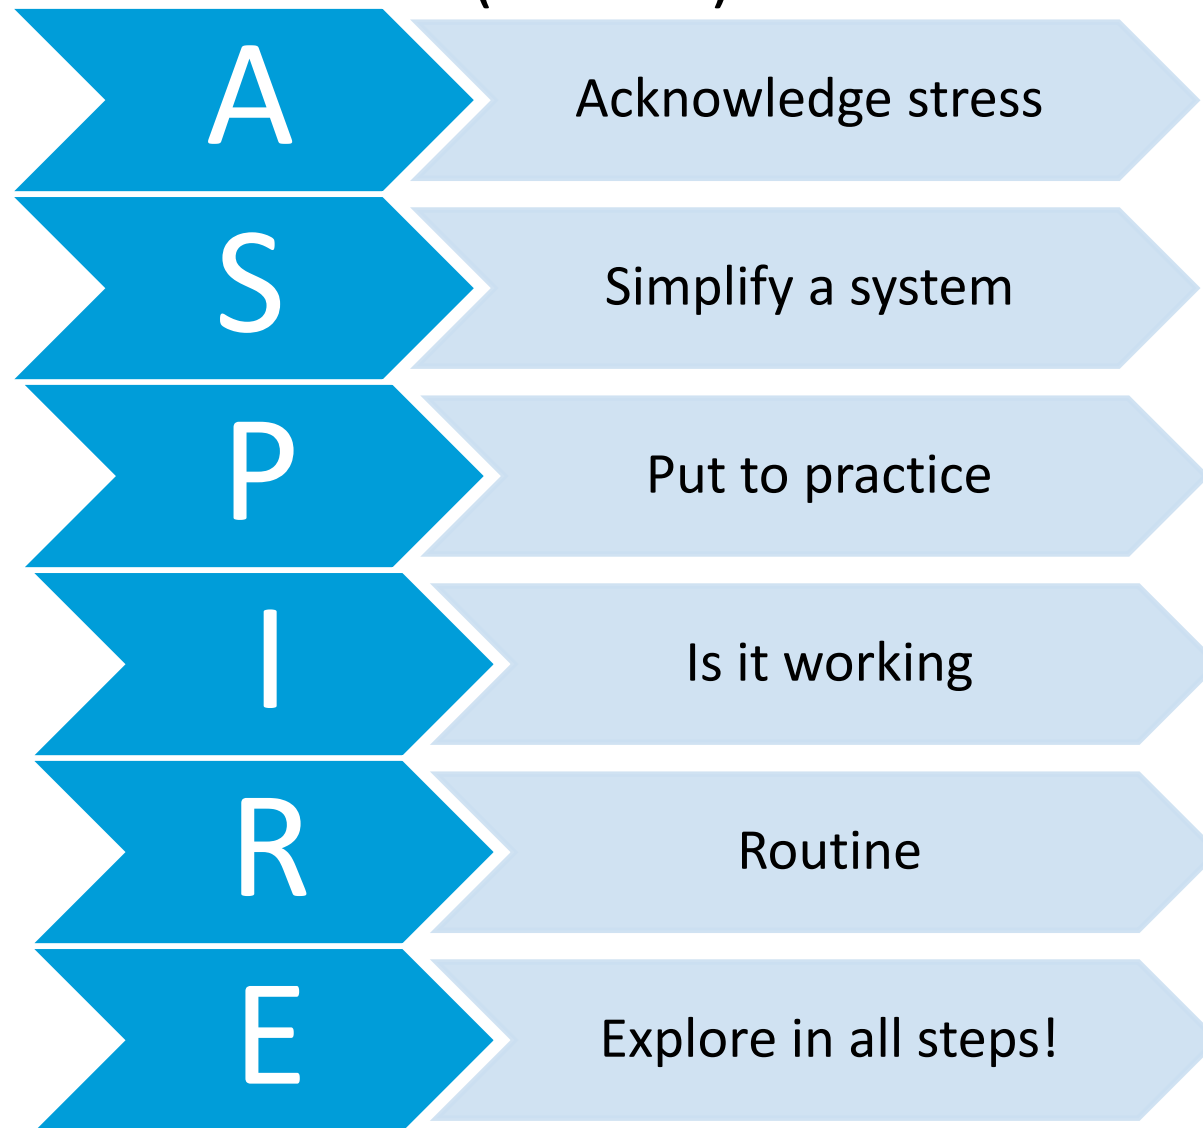 A
Acknowledge stress
S
Simplify a system
P
Put to practice
I
Is it working
R
Routine
E
Explore in all steps!